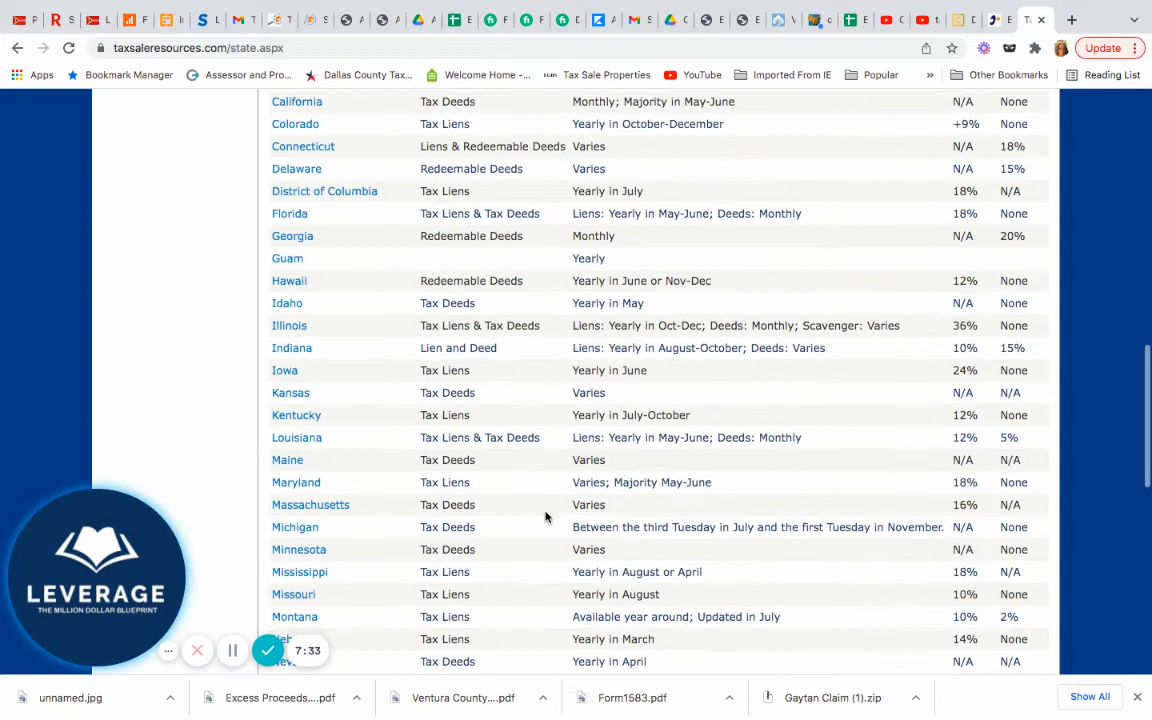 taxsaleresources.com/state.aspx
Update
Apps
Bookmark Manager
Assessor and Pro...
Dallas County Tax...
Welcome Home -...
Tax Sale Properties
YouTube
Imported From IE
Popular
»
Other Bookmarks
Reading List
California Tax Deeds Monthly; Majority in May-June N/A None
Colorado Tax Liens Yearly in October-December +9% None
Connecticut Liens & Redeemable Deeds Varies N/A 18%
Delaware Redeemable Deeds Varies N/A 15%
District of Columbia Tax Liens Yearly in July 18% N/A
Florida Tax Liens & Tax Deeds Liens: Yearly in May-June; Deeds: Monthly 18% None
Georgia Redeemable Deeds Monthly N/A 20%
Guam Yearly
Hawaii Redeemable Deeds Yearly in June or Nov-Dec 12% None
Idaho Tax Deeds Yearly in May N/A None
Illinois Tax Liens & Tax Deeds Liens: Yearly in Oct-Dec; Deeds: Monthly; Scavenger: Varies 36% None
Indiana Lien and Deed Liens: Yearly in August-October; Deeds: Varies 10% 15%
Iowa Tax Liens Yearly in June 24% None
Kansas Tax Deeds Varies N/A N/A
Kentucky Tax Liens Yearly in July-October 12% None
Louisiana Tax Liens & Tax Deeds Liens: Yearly in May-June; Deeds: Monthly 12% 5%
Maine Tax Deeds Varies N/A N/A
Maryland Tax Liens Varies; Majority May-June 18% None
Massachusetts Tax Deeds Varies 16% N/A
Michigan Tax Deeds Between the third Tuesday in July and the first Tuesday in November. N/A None
Minnesota Tax Deeds Varies N/A None
Mississippi Tax Liens Yearly in August or April 18% N/A
Missouri Tax Liens Yearly in August 10% None
Montana Tax Liens Available year around; Updated in July 10% 2%
Tax Liens Yearly in March 14% None
Tax Deeds Yearly in April N/A N/A
LEVERAGE
THE MILLION DOLLAR BLUEPRINT
7:33
unnamed.jpg
Excess Proceeds....pdf
Ventura County....pdf
Form1583.pdf
Gaytan Claim (1).zip
Show All